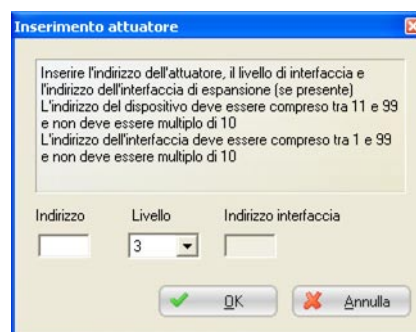 Inserimento attuatore
Inserire l'indirizzo dell'attuatore, il livello di interfaccia e
l'indirizzo dell'interfaccia di espansione (se presente)
L'indirizzo del dispositivo deve essere compreso tra 11 e 99
e non deve essere multiplo di 10
L'indirizzo dell'interfaccia deve essere compreso tra 1 e 99
e non deve essere multiplo di 10
Indirizzo Livello Indirizzo interfaccia
3
OK Annulla